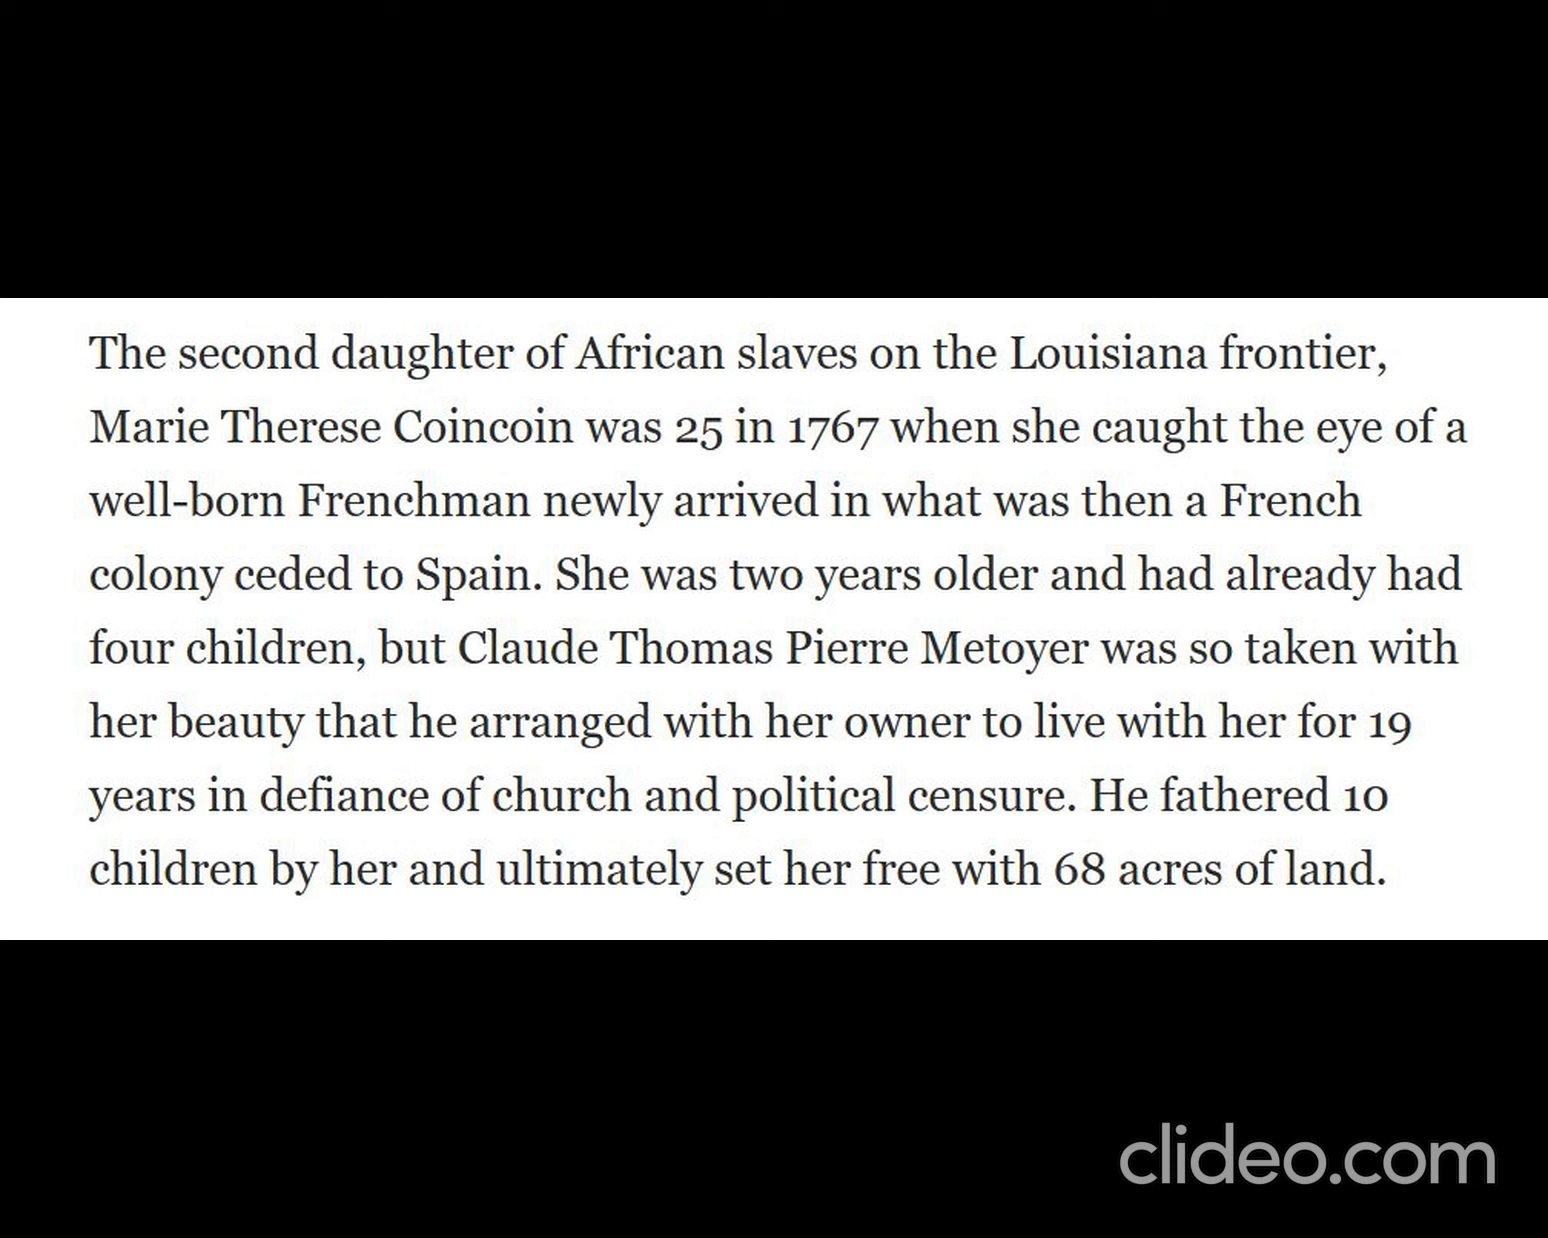 The second daughter of African slaves on the Louisiana frontier,
Marie Therese Coincoin was 25 in 1767 when she caught the eye of a
well-born Frenchman newly arrived in what was then a French
colony ceded to Spain. She was two years older and had already had
four children, but Claude Thomas Pierre Metoyer was so taken with
her beauty that he arranged with her owner to live with her for 19
years in defiance of church and political censure. He fathered 10
children by her and ultimately set her free with 68 acres of land.
clideo.com